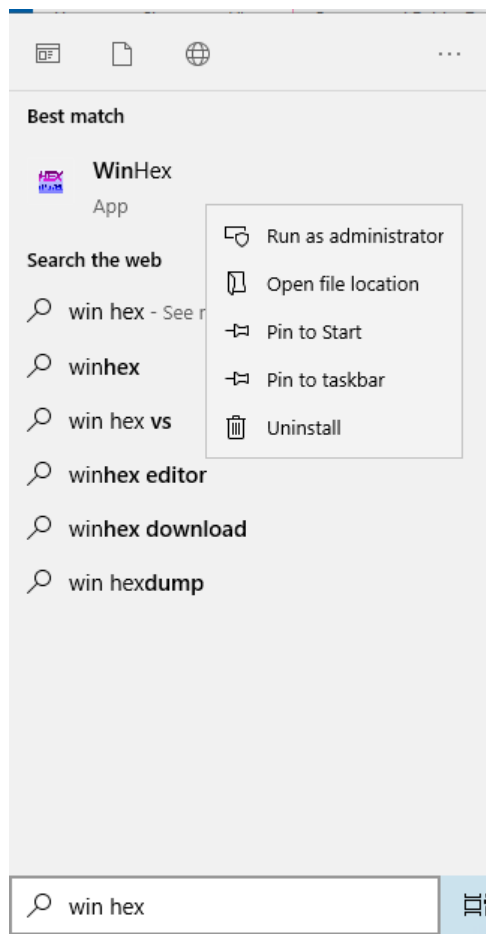 Best match
WinHex
App
Run as administrator
Search the web
Open file location
win hex - See r
Pin to Start
winhex
Pin to taskbar
win hex vs
Uninstall
winhex editor
winhex download
win hexdump
win hex